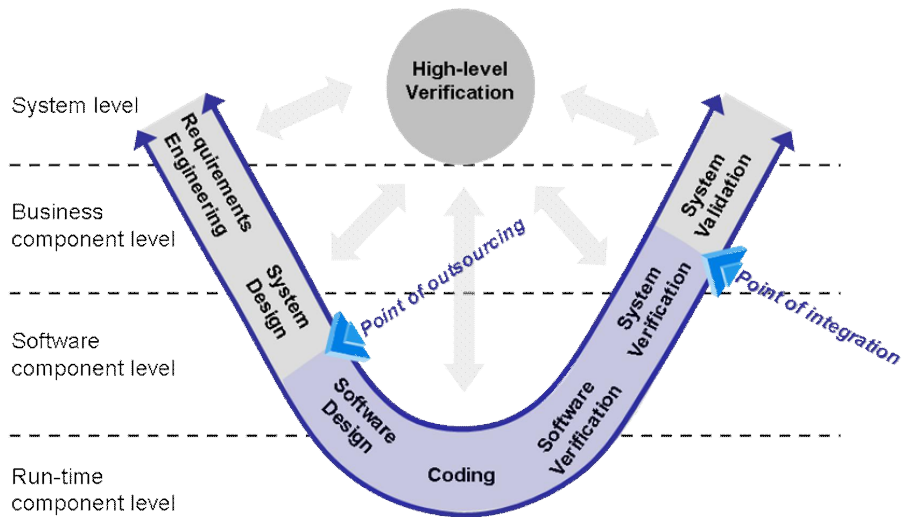 High-level
Verification
System level
Requirements
Engineering
System
Validation
Business
component level
System
Design
Point of outsourcing
System
Verification
Point of integration
Software
component level
Software
Design
Software
Verification
Coding
Run-time
component level